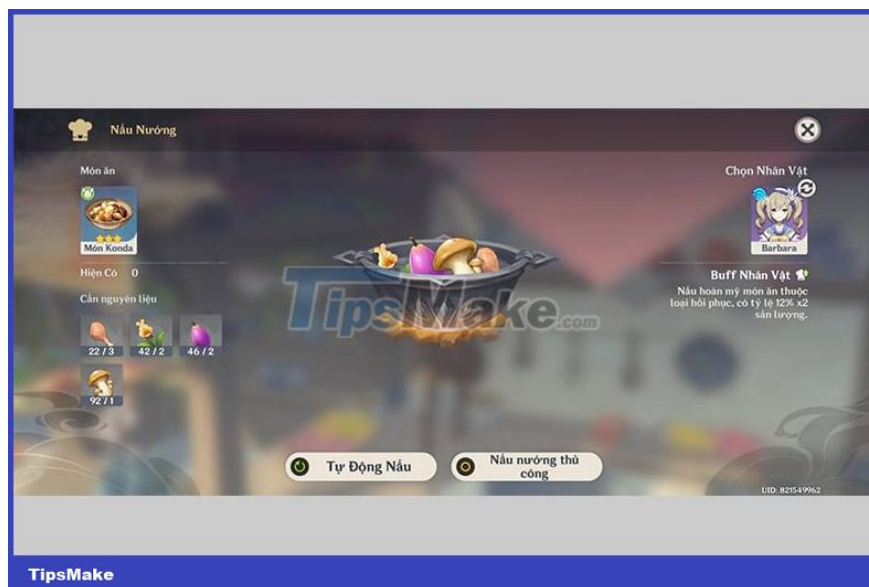 Nấu Nướng
Món ăn
Món Konda
Hiện Có 0
Cần nguyên liệu
22/3
42/2
46/2
92/1
Chọn Nhân Vật
Barbara
Buff Nhân Vật
Nấu hoàn mỹ món ăn thuộc
loại hồi phục, có tỷ lệ 12% x2
sản lượng.
TipsMake.com
Tự Động Nấu
Nấu nướng thủ
công
UID: 821549962
TipsMake